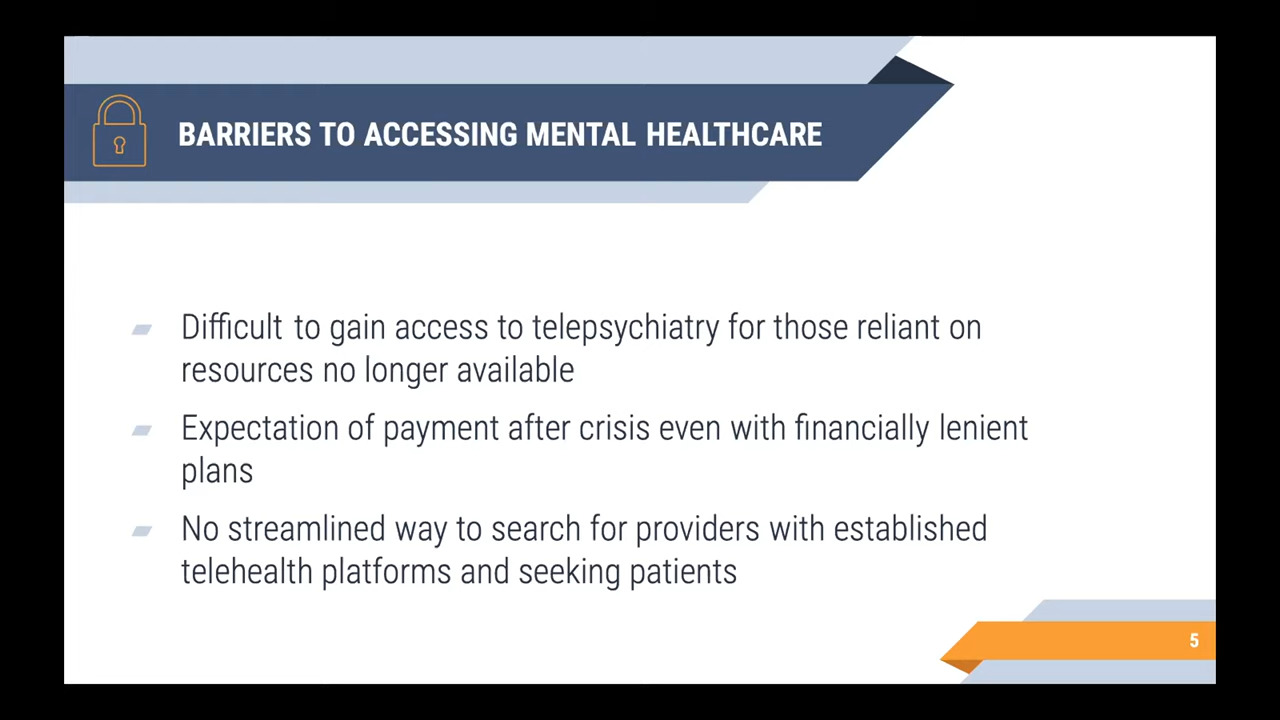 BARRIERS TO ACCESSING MENTAL HEALTHCARE
Difficult to gain access to telepsychiatry for those reliant on
resources no longer available
Expectation of payment after crisis even with financially lenient
plans
No streamlined way to search for providers with established
telehealth platforms and seeking patients
5